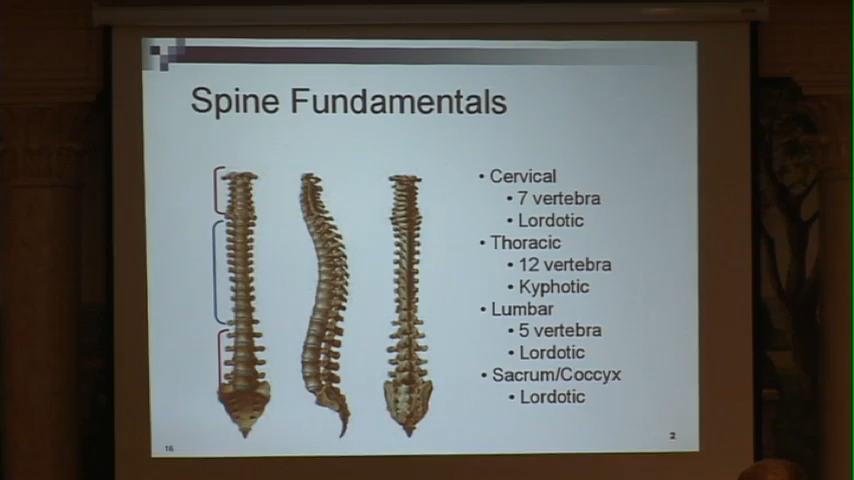 Spine Fundamentals
• Cervical
• 7 vertebra
• Lordotic
• Thoracic
• 12 vertebra
• Kyphotic
• Lumbar
• 5 vertebra
• Lordotic
• Sacrum/Coccyx
• Lordotic
16
2